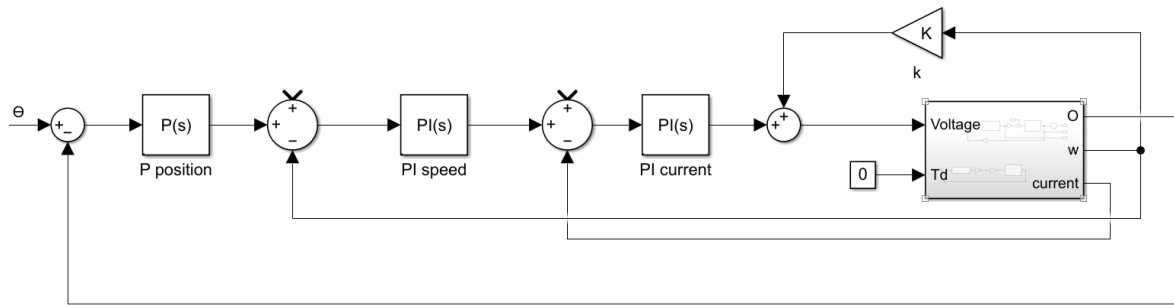 K
k
Θ
+
−
P(s)
P position
+
+
−
PI(s)
PI speed
+
+
−
PI(s)
PI current
+
+
0
Voltage
Td
O
w
current